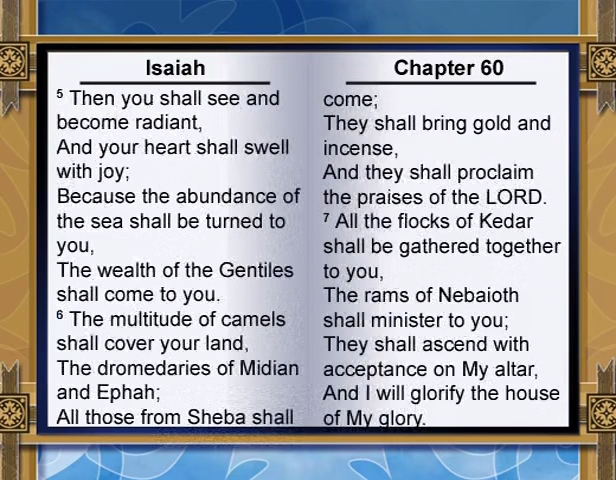 Isaiah
⁵ Then you shall see and
become radiant,
And your heart shall swell
with joy;
Because the abundance of
the sea shall be turned to
you,
The wealth of the Gentiles
shall come to you.
⁶ The multitude of camels
shall cover your land,
The dromedaries of Midian
and Ephah;
All those from Sheba shall
Chapter 60
come;
They shall bring gold and
incense,
And they shall proclaim
the praises of the LORD.
⁷ All the flocks of Kedar
shall be gathered together
to you,
The rams of Nebaioth
shall minister to you;
They shall ascend with
acceptance on My altar,
And I will glorify the house
of My glory.